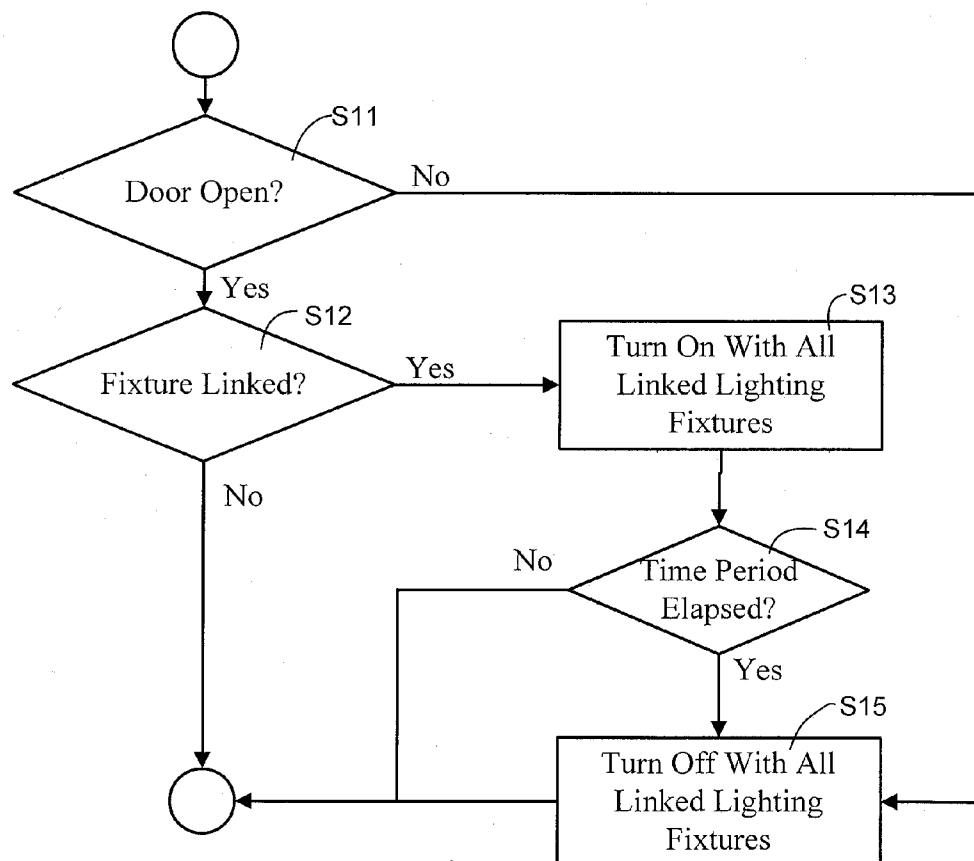 S11
Door Open?
No
Yes
S12
Fixture Linked?
Yes
S13
Turn On With All
Linked Lighting
Fixtures
No
S14
No
Time Period
Elapsed?
Yes
S15
Turn Off With All
Linked Lighting
Fixtures